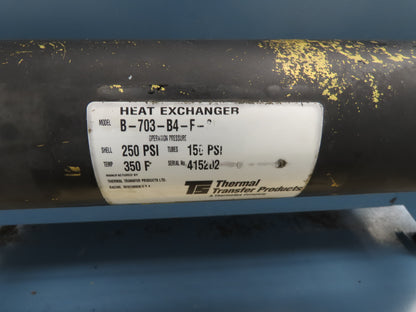 HEAT EXCHANGER
MODEL B-703-B4-F-
OPERATION PRESSURE
SHELL 250 PSI TUBES 150 PSI
TEMP 350 F SERIAL No. 415202
MANUFACTURED BY
THERMAL TRANSFER PRODUCTS LTD.
RACINE, WISCONSIN
TS Thermal
Transfer Products